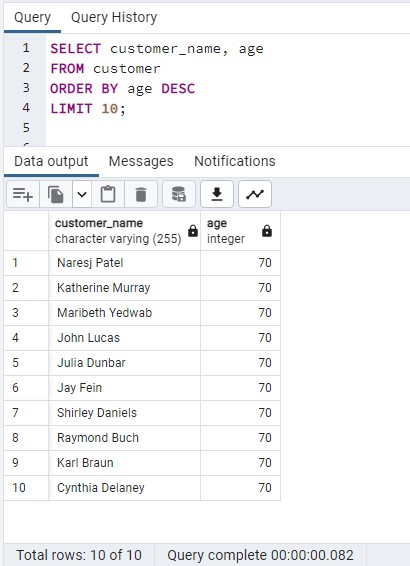 Query Query History
1 SELECT customer_name, age
2 FROM customer
3 ORDER BY age DESC
4 LIMIT 10;
5
Data output Messages Notifications
customer_name age
character varying (255) integer
1 Naresj Patel 70
2 Katherine Murray 70
3 Maribeth Yedwab 70
4 John Lucas 70
5 Julia Dunbar 70
6 Jay Fein 70
7 Shirley Daniels 70
8 Raymond Buch 70
9 Karl Braun 70
10 Cynthia Delaney 70
Total rows: 10 of 10 Query complete 00:00:00.082